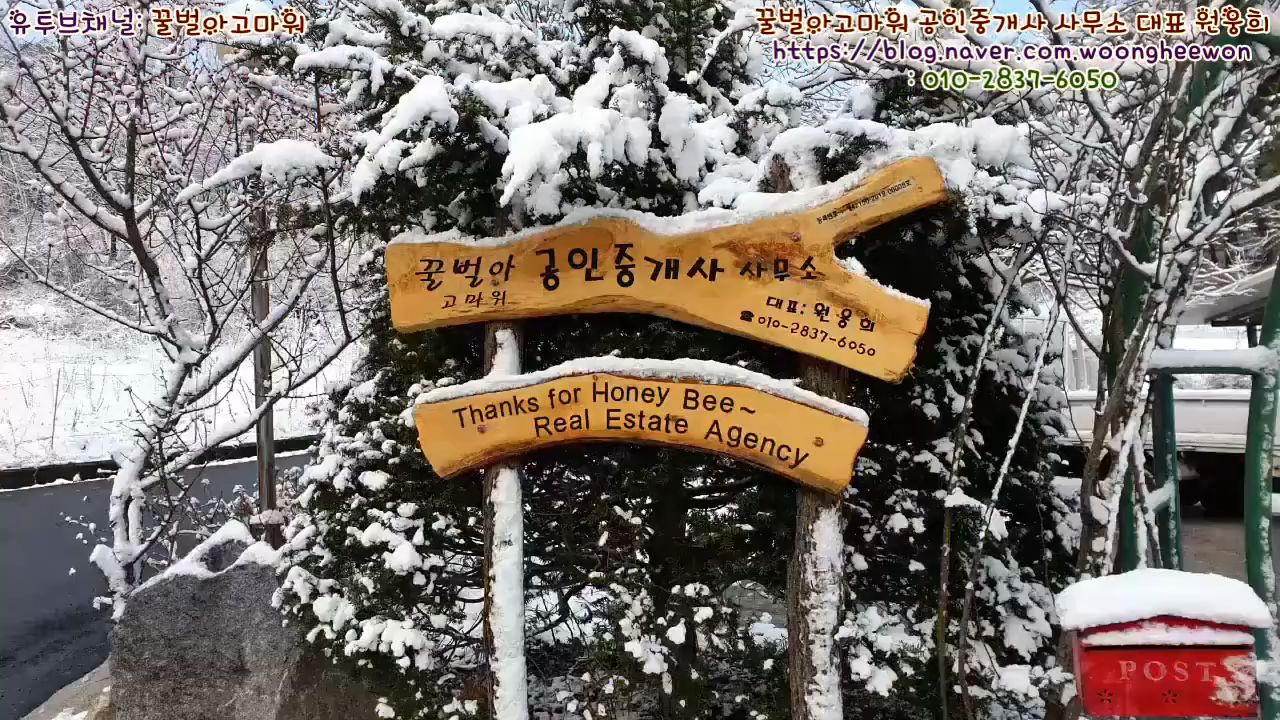 유투브채널: 꿀벌아고마워
꿀벌아고마워 공인중개사 사무소 대표 원웅희
https://blog.naver.com.woongheewon
: 010-2837-6050
꿀벌아 공인중개사 사무소
고마워
대표: 원웅희
☎010-2837-6050
Thanks for Honey Bee~
Real Estate Agency
POST